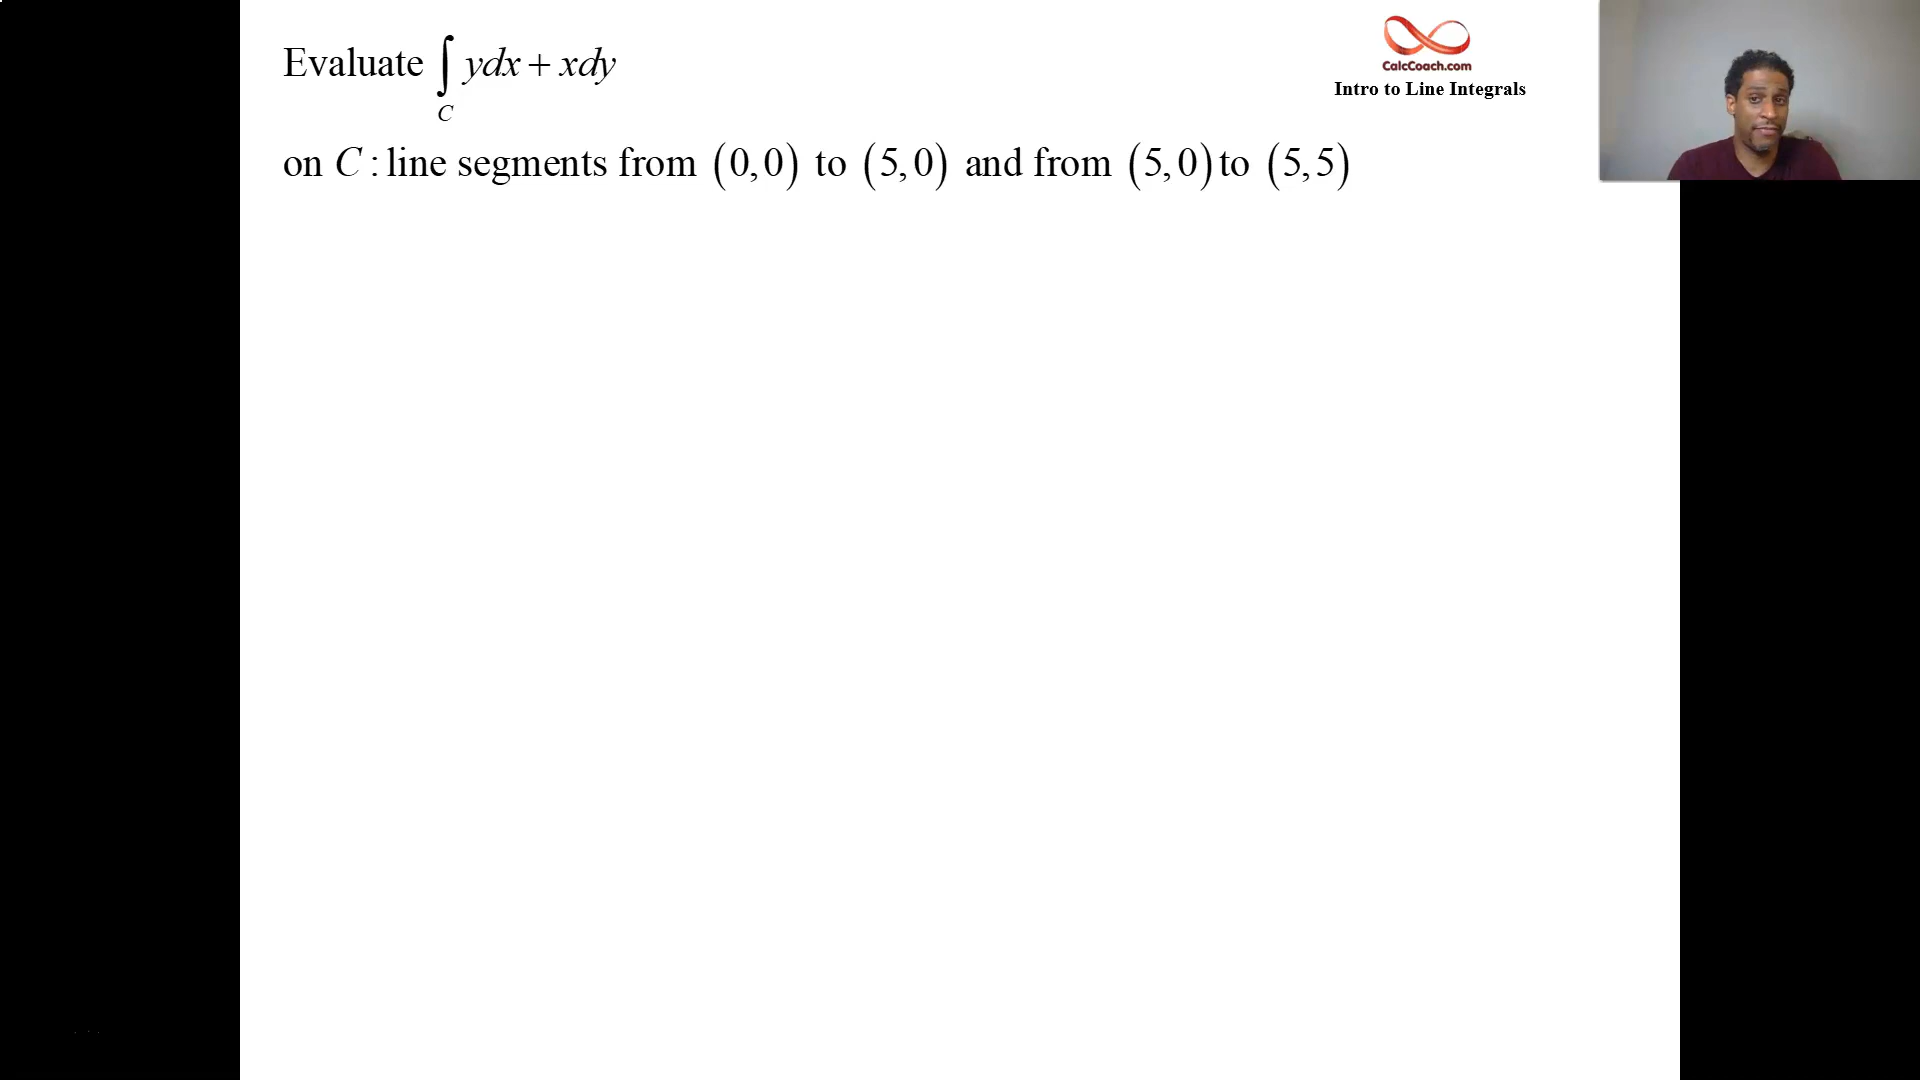 Evaluate ∫ ydx + xdy
C
on C : line segments from (0,0) to (5,0) and from (5,0) to (5,5)
CalcCoach.com
Intro to Line Integrals